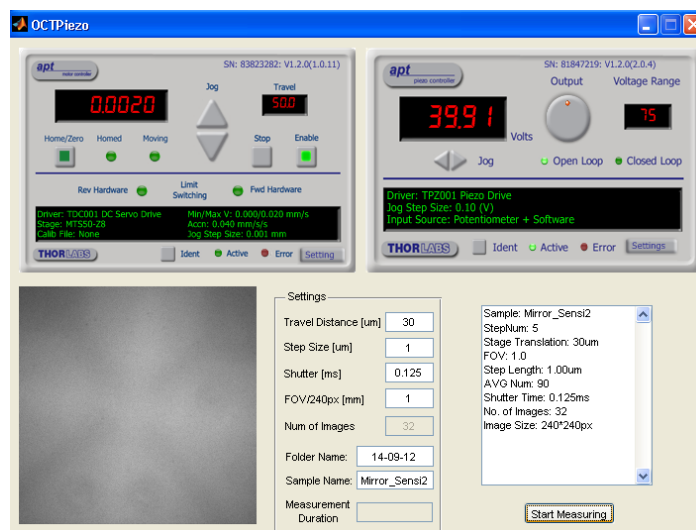 OCTPiezo
apt
motor controller
SN: 83823282: V1.2.0(1.0.11)
0.0020
Jog
Travel
50.0
Home/Zero
Homed
Moving
Stop
Enable
Rev Hardware
Limit
Switching
Fwd Hardware
Driver: TDC001 DC Servo Drive
Stage: MTS50-Z8
Calib File: None
Min/Max V: 0.000/0.020 mm/s
Accn: 0.040 mm/s/s
Jog Step Size: 0.001 mm
THORLABS
Ident
Active
Error
Setting
apt
piezo controller
SN: 81847219: V1.2.0(2.0.4)
Output
Voltage Range
39.91
Volts
75
Jog
Open Loop
Closed Loop
Driver: TPZ001 Piezo Drive
Jog Step Size: 0.10 (V)
Input Source: Potentiometer + Software
THORLABS
Ident
Active
Error
Settings
Settings
Travel Distance [um] 30
Step Size [um] 1
Shutter [ms] 0.125
FOV/240px [mm] 1
Num of Images 32
Folder Name: 14-09-12
Sample Name: Mirror_Sensi2
Measurement
Duration
Sample: Mirror_Sensi2
StepNum: 5
Stage Translation: 30um
FOV: 1.0
Step Length: 1.00um
AVG Num: 90
Shutter Time: 0.125ms
No. of Images: 32
Image Size: 240*240px
Start Measuring